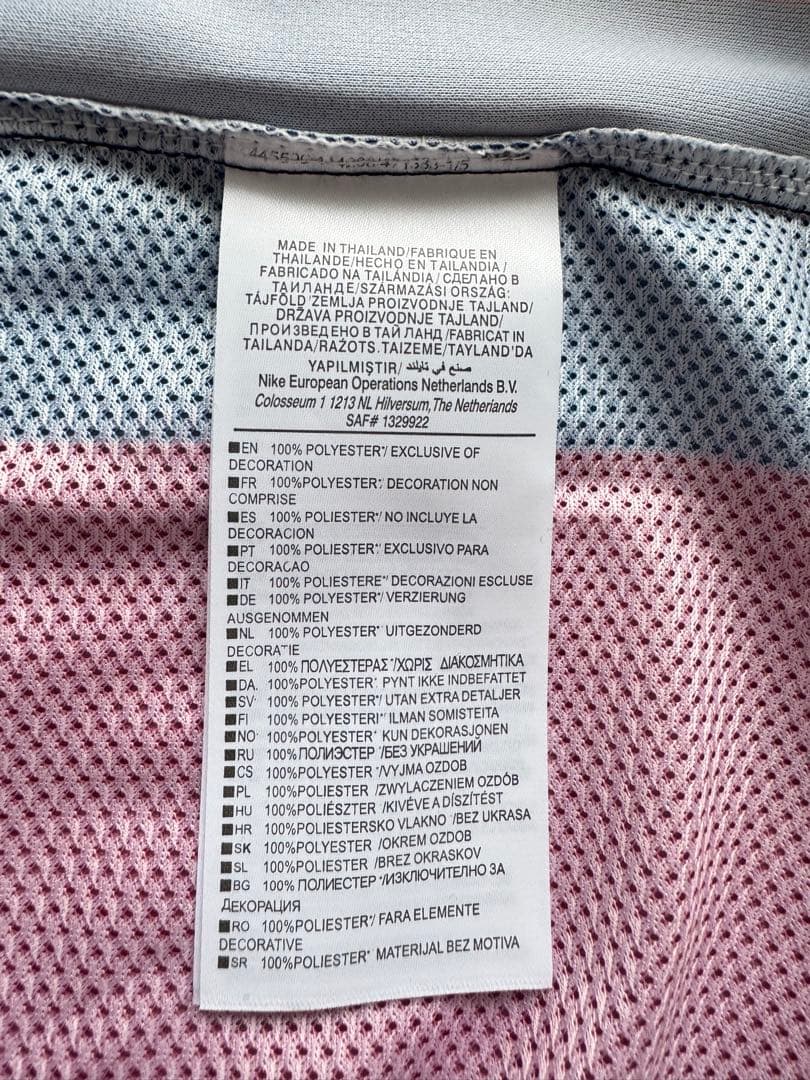 MADE IN THAILAND/FABRIQUE EN
THAILANDE/HECHO EN TAILANDIA/
FABRICADO NA TAILÂNDIA/СДЕЛАНО В
ТАИЛАНДЕ/SZÁRMAZÁSI ORSZÁG:
TÁJFÖLD/ZEMLJA PROIZVODNJE TAJLAND/
DRŽAVA PROIZVODNJE TAJLAND/
ПРОИЗВЕДЕНО В ТАЙЛАНД/FABRICAT IN
TAILANDA/RAŽOTS.TAIZEME/TAYLAND'DA
YAPILMIŞTIR/ صنع في تايلند
Nike European Operations Netherlands B.V.
Colosseum 1 1213 NL Hilversum, The Netherlands
SAF# 1329922
EN 100% POLYESTER*/ EXCLUSIVE OF
DECORATION
FR 100%POLYESTER*: DECORATION NON
COMPRISE
ES 100% POLIESTER*/ NO INCLUYE LA
DECORACION
PT 100% POLIESTER*: EXCLUSIVO PARA
DECORACAO
IT 100% POLIESTERE*/ DECORAZIONI ESCLUSE
DE 100% POLYESTER*/ VERZIERUNG
AUSGENOMMEN
NL 100% POLYESTER* UITGEZONDERD
DECORATIE
EL 100% ΠΟΛΥΕΣΤΕΡΑΣ*/ΧΩΡΙΣ ΔΙΑΚΟΣΜΗΤΙΚΑ
DA. 100%POLYESTER* PYNT IKKE INDBEFATTET
SV* 100% POLYESTER*/ UTAN EXTRA DETALJER
FI 100% POLYESTERI*/ ILMAN SOMISTEITA
NO* 100% POLYESTER* KUN DEKORASJONEN
RU 100% ПОЛИЭСТЕР*/БЕЗ УКРАШЕНИЙ
CS 100%POLYESTER*/VYJMA OZDOB
PL 100%POLIESTER /ZWYLACZENIEM OZDÓB
HU 100%POLIÉSZTER*/KIVÉVE A DÍSZÍTÉST
HR 100%POLIESTERSKO VLAKNO*/BEZ UKRASA
SK 100%POLYESTER /OKREM OZDOB
SL 100%POLIESTER /BREZ OKRASKOV
BG 100% ПОЛИЕСТЕР*/ИЗКЛЮЧИТЕЛНО ЗА
ДЕКОРАЦИЯ
RO 100%POLIESTER*/ FARA ELEMENTE
DECORATIVE
SR 100%POLIESTER* MATERIJAL BEZ MOTIVA